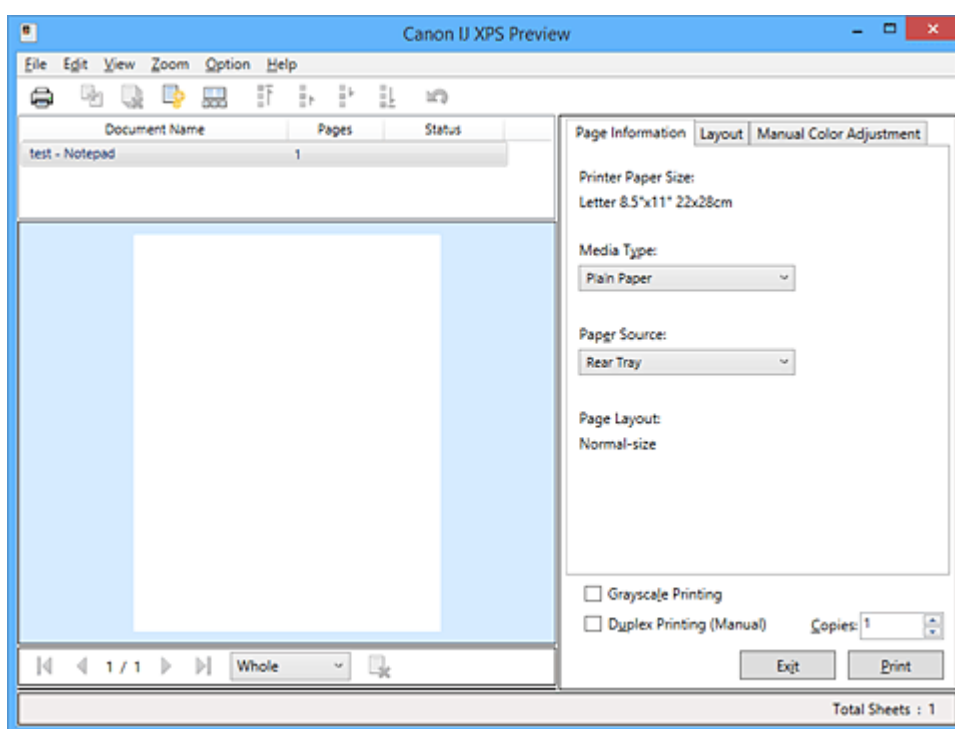 Canon IJ XPS Preview
File Edit View Zoom Option Help
Document Name Pages Status
test - Notepad 1
Page Information Layout Manual Color Adjustment
Printer Paper Size:
Letter 8.5"x11" 22x28cm
Media Type:
Plain Paper
Paper Source:
Rear Tray
Page Layout:
Normal-size
Grayscale Printing
Duplex Printing (Manual) Copies: 1
1 / 1 Whole
Exit Print
Total Sheets : 1